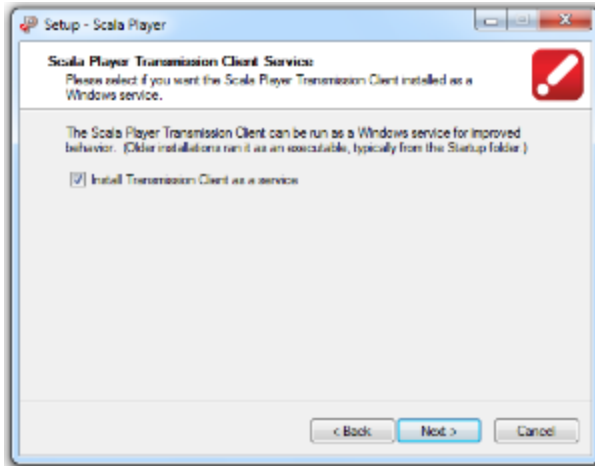 Setup - Scala Player
Scala Player Transmission Client Service
Please select if you want the Scala Player Transmission Client installed as a
Windows service.
The Scala Player Transmission Client can be run as a Windows service for improved
behavior. (Older installations ran it as an executable, typically from the Startup folder.)
Install Transmission Client as a service
< Back Next > Cancel